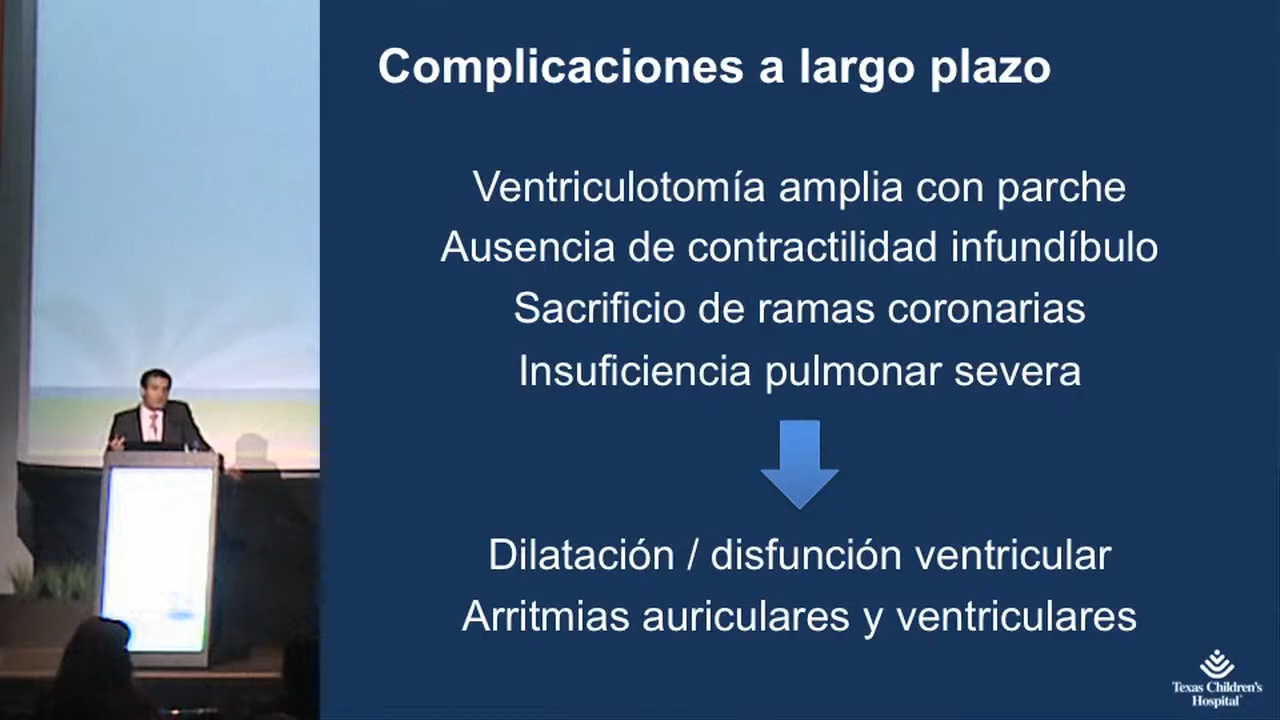 Complicaciones a largo plazo
Ventriculotomía amplia con parche
Ausencia de contractilidad infundíbulo
Sacrificio de ramas coronarias
Insuficiencia pulmonar severa
Dilatación / disfunción ventricular
Arritmias auriculares y ventriculares
Texas Children's
Hospital